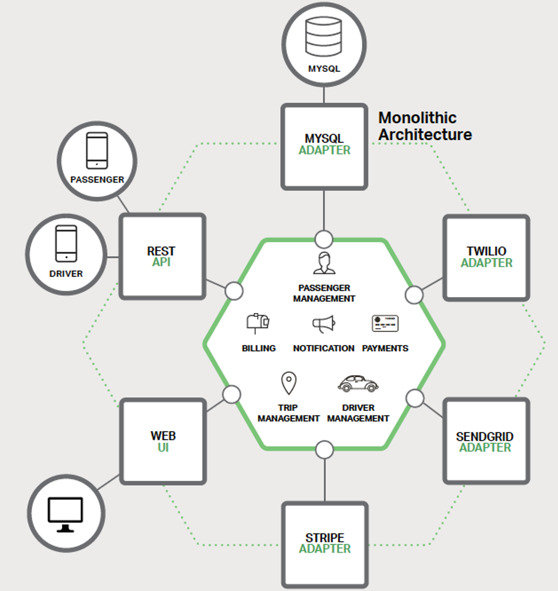 MYSQL
Monolithic
Architecture
MYSQL
ADAPTER
PASSENGER
DRIVER
REST
API
TWILIO
ADAPTER
PASSENGER
MANAGEMENT
BILLING
NOTIFICATION
PAYMENTS
TRIP
MANAGEMENT
DRIVER
MANAGEMENT
WEB
UI
SENDGRID
ADAPTER
STRIPE
ADAPTER